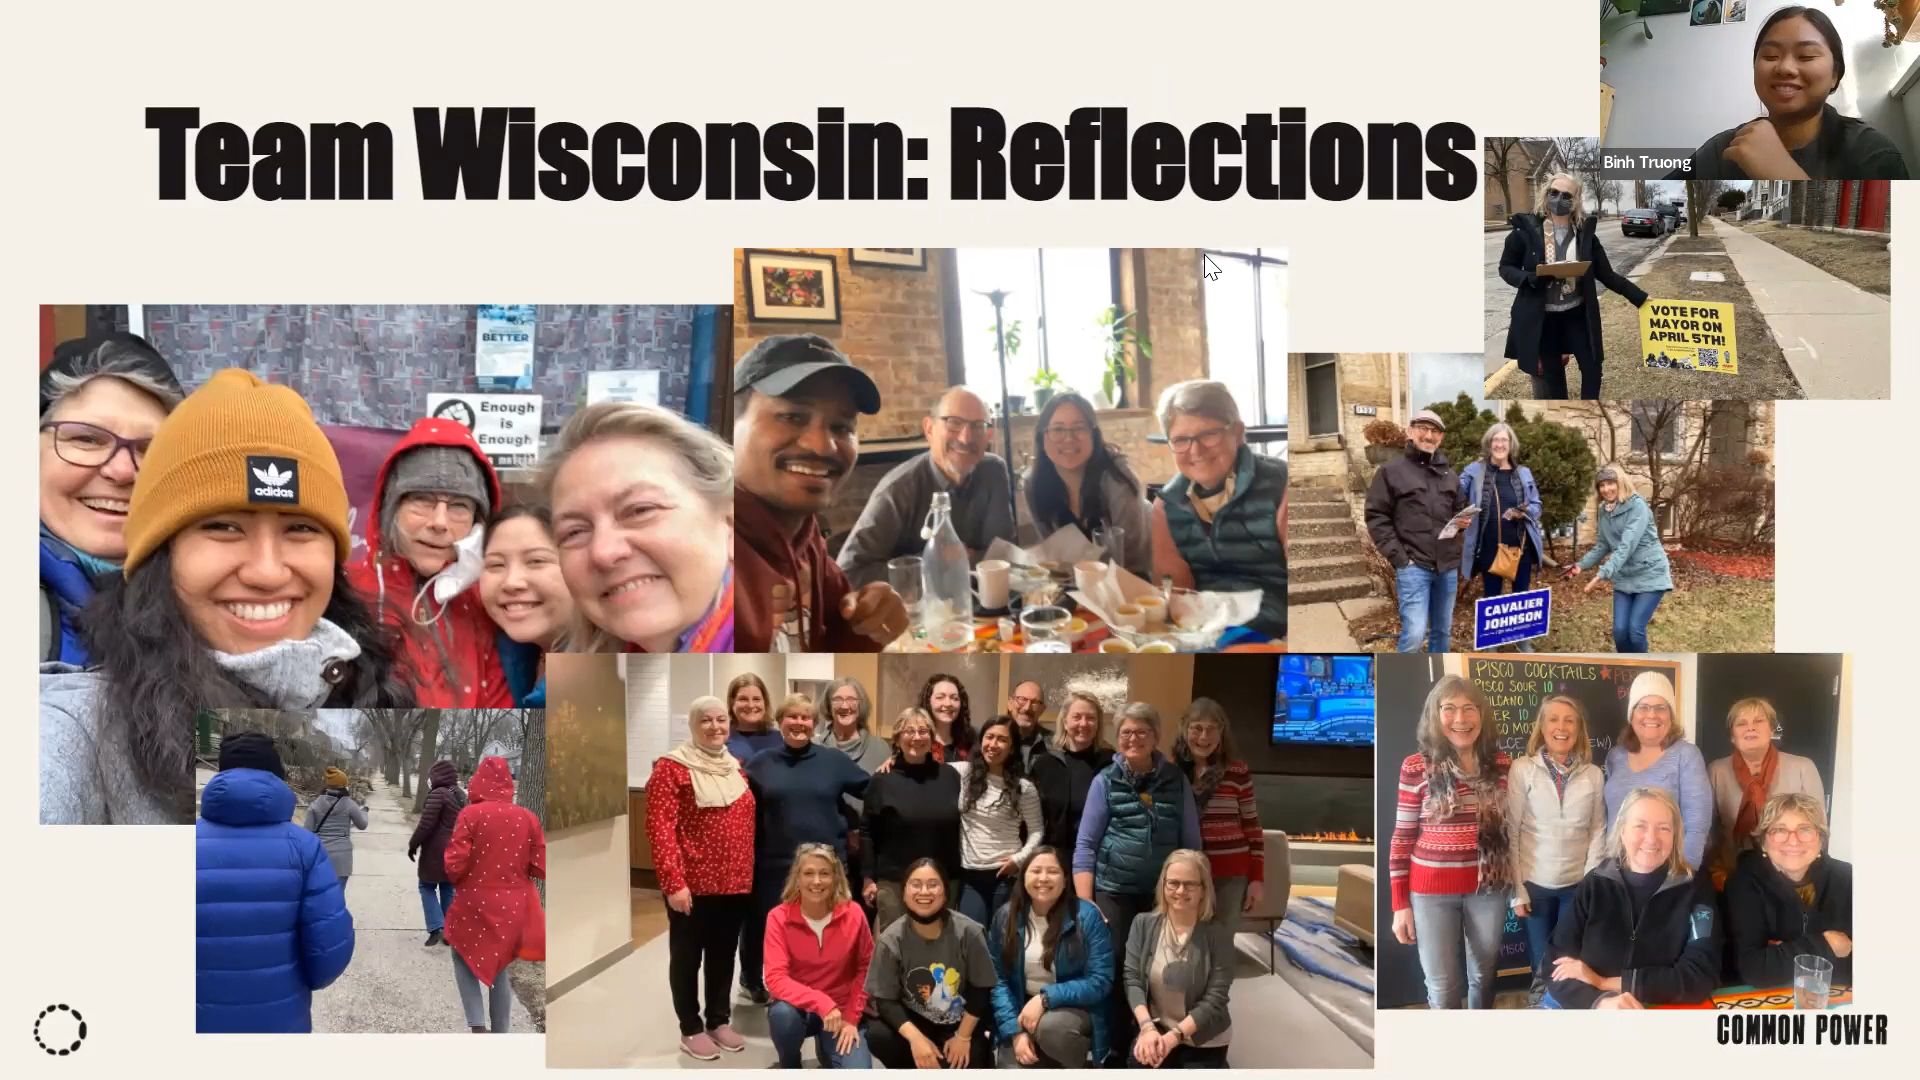 Team Wisconsin: Reflections
Binh Truong
VOTE FOR
MAYOR ON
APRIL 5TH!
BETTER
Enough
is
Enough
adidas
CAVALIER
JOHNSON
PISCO COCKTAILS
PISCO SOUR 10
COMMON POWER